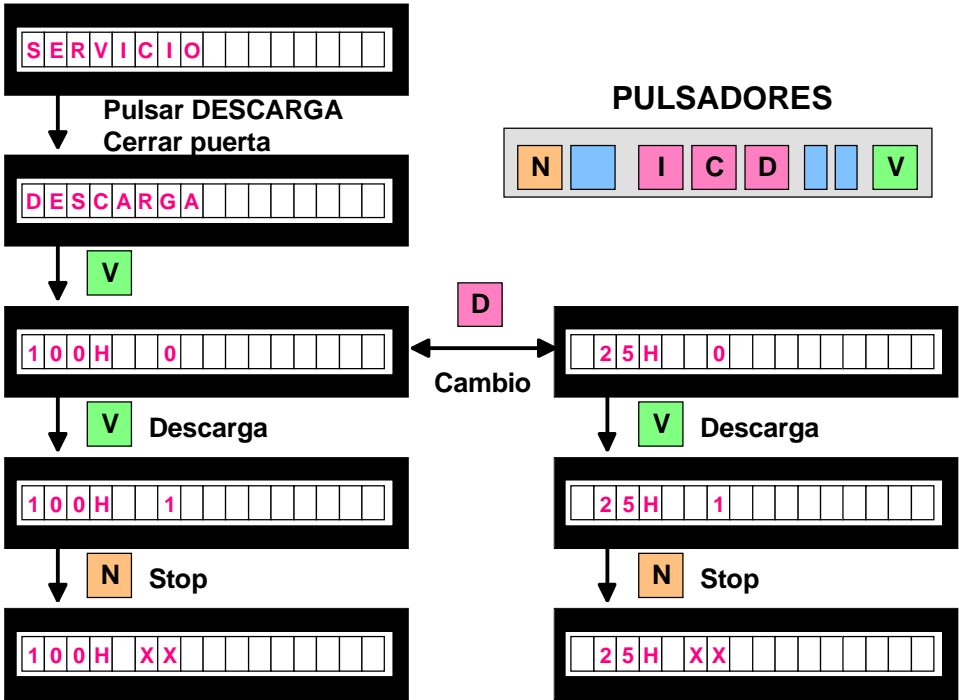 SERVICIO
Pulsar DESCARGA
Cerrar puerta
PULSADORES
N I C D V
DESCARGA
V
D
100H 0
Cambio
25H 0
V Descarga
V Descarga
100H 1
25H 1
N Stop
N Stop
100H XX
25H XX